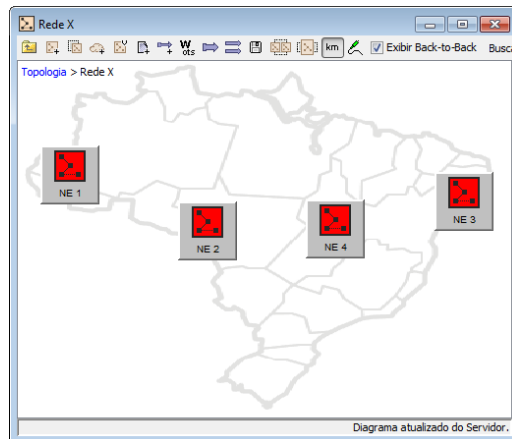 Rede X
W
ots
km
Exibir Back-to-Back
Topologia > Rede X
NE 1
NE 2
NE 4
NE 3
Diagrama atualizado do Servidor.